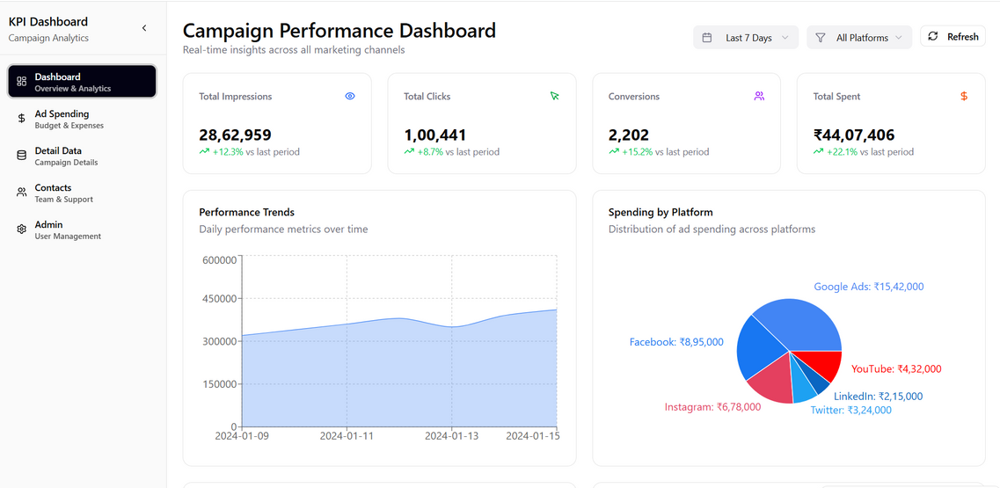 KPI Dashboard
Campaign Analytics
Dashboard
Overview & Analytics
Ad Spending
Budget & Expenses
Detail Data
Campaign Details
Contacts
Team & Support
Admin
User Management
Campaign Performance Dashboard
Real-time insights across all marketing channels
Last 7 Days
All Platforms
Refresh
Total Impressions
28,62,959
+12.3% vs last period
Total Clicks
1,00,441
+8.7% vs last period
Conversions
2,202
+15.2% vs last period
Total Spent
$
₹44,07,406
+22.1% vs last period
Performance Trends
Daily performance metrics over time
600000
450000
300000
150000
0
2024-01-09 2024-01-11 2024-01-13 2024-01-15
Spending by Platform
Distribution of ad spending across platforms
Google Ads: ₹15,42,000
Facebook: ₹8,95,000
YouTube: ₹4,32,000
LinkedIn: ₹2,15,000
Instagram: ₹6,78,000
Twitter: ₹3,24,000